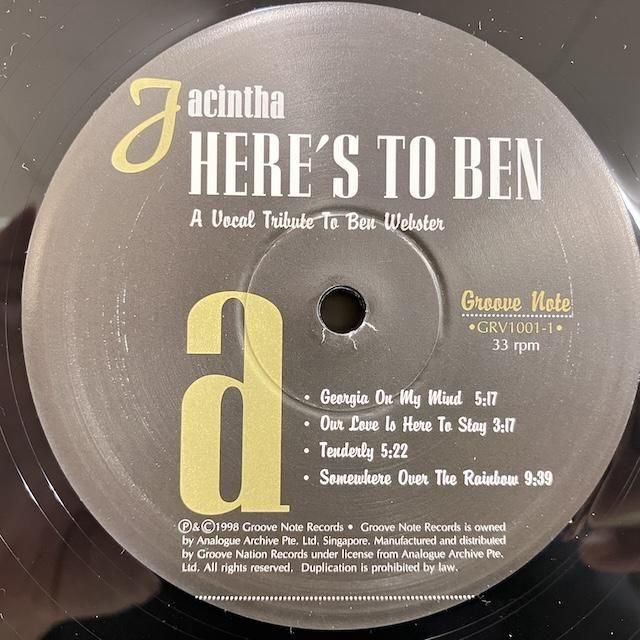 Jacintha
HERE'S TO BEN
A Vocal Tribute To Ben Webster
Groove Note
•GRV1001-1•
33 rpm
a
• Georgia On My Mind 5:17
• Our Love Is Here To Stay 3:17
• Tenderly 5:22
• Somewhere Over The Rainbow 9:39
℗&©1998 Groove Note Records • Groove Note Records is owned
by Analogue Archive Pte. Ltd. Singapore. Manufactured and distributed
by Groove Nation Records under license from Analogue Archive Pte.
Ltd. All rights reserved. Duplication is prohibited by law.